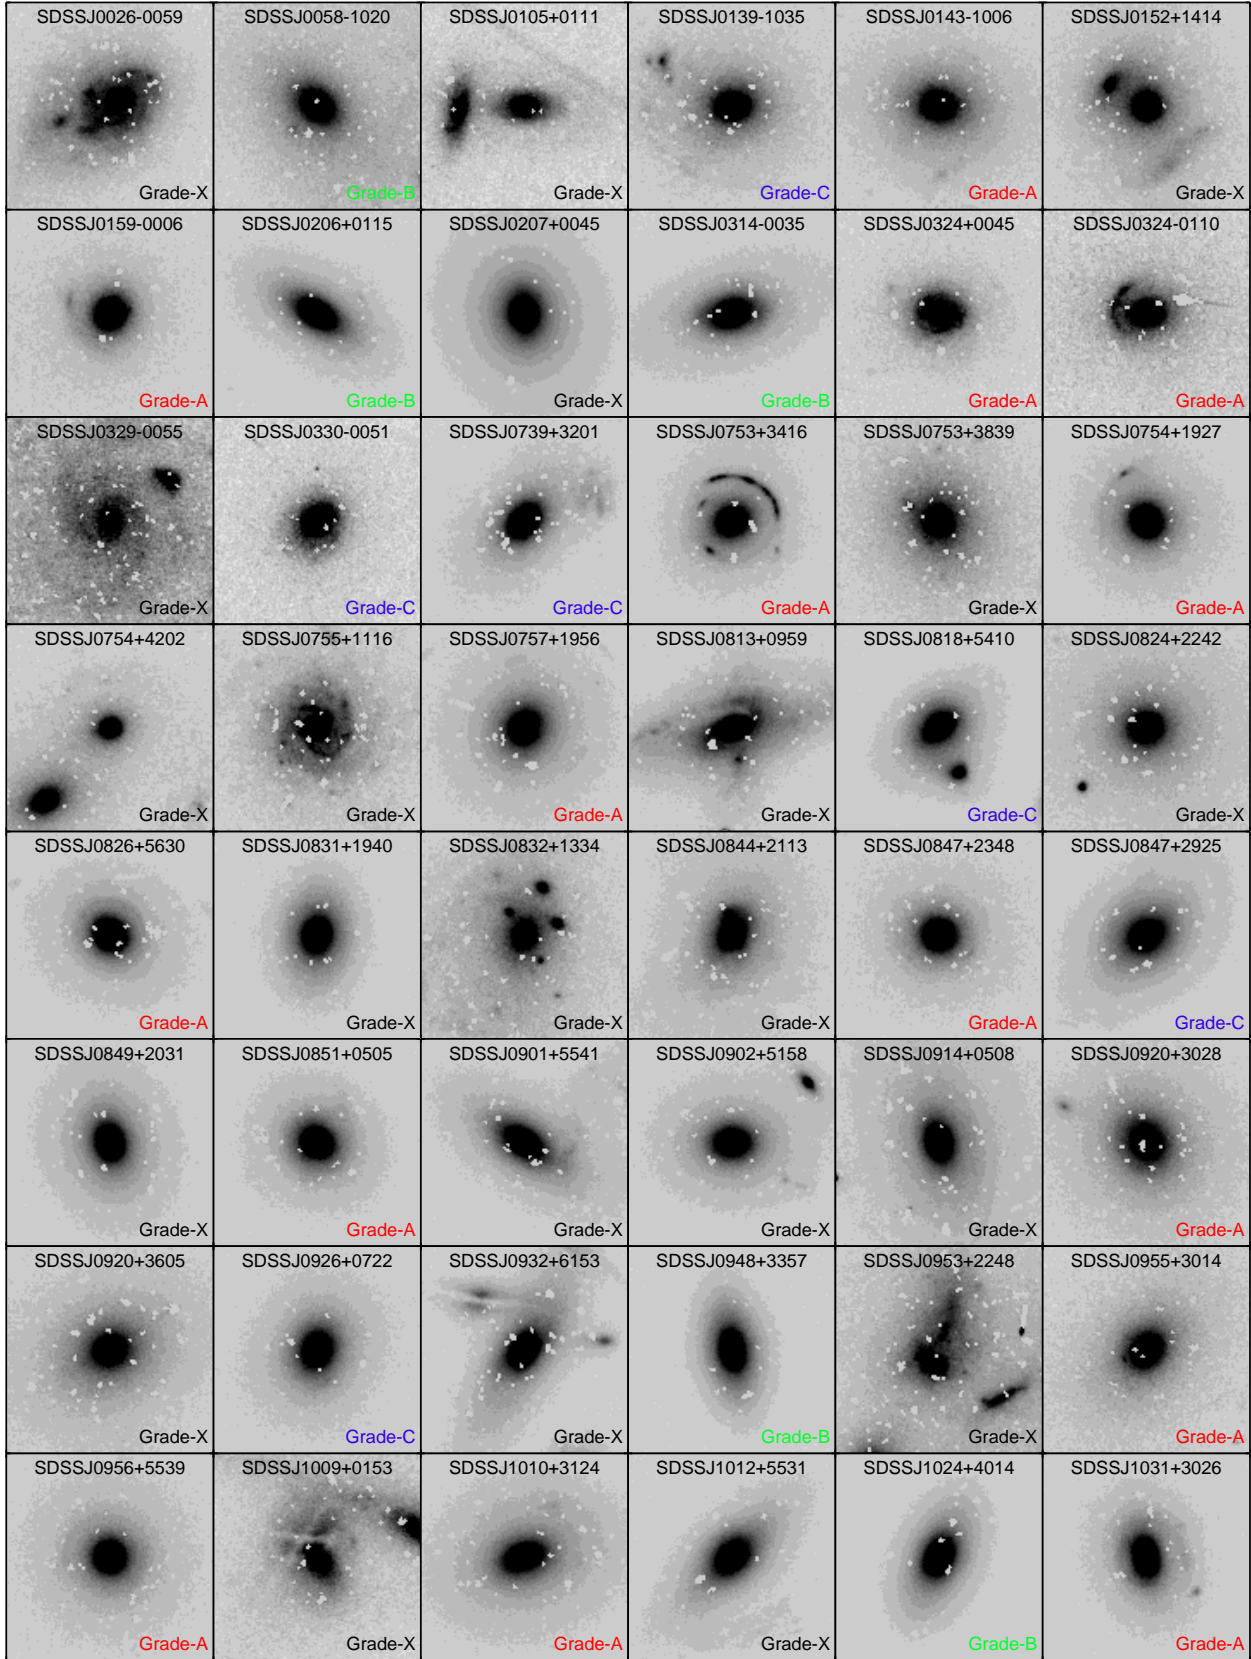 SDSSJ0026-0059 SDSSJ0058-1020 SDSSJ0105+0111 SDSSJ0139-1035 SDSSJ0143-1006 SDSSJ0152+1414
Grade-X Grade-B Grade-X Grade-C Grade-A Grade-X
SDSSJ0159-0006 SDSSJ0206+0115 SDSSJ0207+0045 SDSSJ0314-0035 SDSSJ0324+0045 SDSSJ0324-0110
Grade-A Grade-B Grade-X Grade-B Grade-A Grade-A
SDSSJ0329-0055 SDSSJ0330-0051 SDSSJ0739+3201 SDSSJ0753+3416 SDSSJ0753+3839 SDSSJ0754+1927
Grade-X Grade-C Grade-C Grade-A Grade-X Grade-A
SDSSJ0754+4202 SDSSJ0755+1116 SDSSJ0757+1956 SDSSJ0813+0959 SDSSJ0818+5410 SDSSJ0824+2242
Grade-X Grade-X Grade-A Grade-X Grade-C Grade-X
SDSSJ0826+5630 SDSSJ0831+1940 SDSSJ0832+1334 SDSSJ0844+2113 SDSSJ0847+2348 SDSSJ0847+2925
Grade-A Grade-X Grade-X Grade-X Grade-A Grade-C
SDSSJ0849+2031 SDSSJ0851+0505 SDSSJ0901+5541 SDSSJ0902+5158 SDSSJ0914+0508 SDSSJ0920+3028
Grade-X Grade-A Grade-X Grade-X Grade-X Grade-A
SDSSJ0920+3605 SDSSJ0926+0722 SDSSJ0932+6153 SDSSJ0948+3357 SDSSJ0953+2248 SDSSJ0955+3014
Grade-X Grade-C Grade-X Grade-B Grade-X Grade-A
SDSSJ0956+5539 SDSSJ1009+0153 SDSSJ1010+3124 SDSSJ1012+5531 SDSSJ1024+4014 SDSSJ1031+3026
Grade-A Grade-X Grade-A Grade-X Grade-B Grade-A